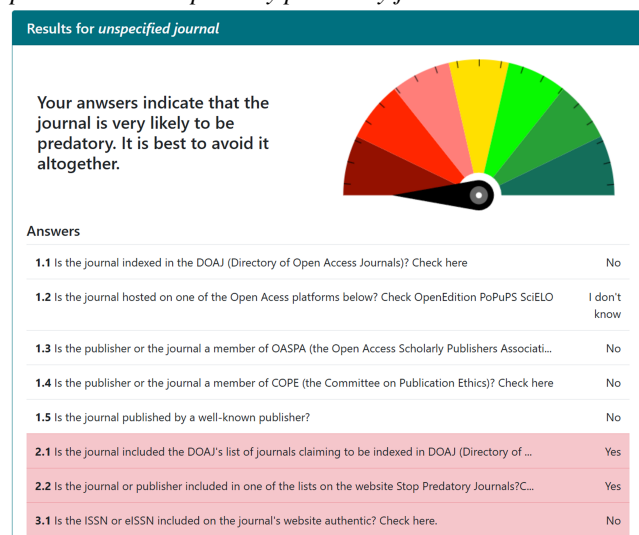 Results for unspecified journal
Your anwsers indicate that the
journal is very likely to be
predatory. It is best to avoid it
altogether.
Answers
1.1 Is the journal indexed in the DOAJ (Directory of Open Access Journals)? Check here No
1.2 Is the journal hosted on one of the Open Acess platforms below? Check OpenEdition PoPuPS SciELO I don't
know
1.3 Is the publisher or the journal a member of OASPA (the Open Access Scholarly Publishers Associati... No
1.4 Is the publisher or the journal a member of COPE (the Committee on Publication Ethics)? Check here No
1.5 Is the journal published by a well-known publisher? No
2.1 Is the journal included the DOAJ's list of journals claiming to be indexed in DOAJ (Directory of ... Yes
2.2 Is the journal or publisher included in one of the lists on the website Stop Predatory Journals?C... Yes
3.1 Is the ISSN or eISSN included on the journal's website authentic? Check here. No